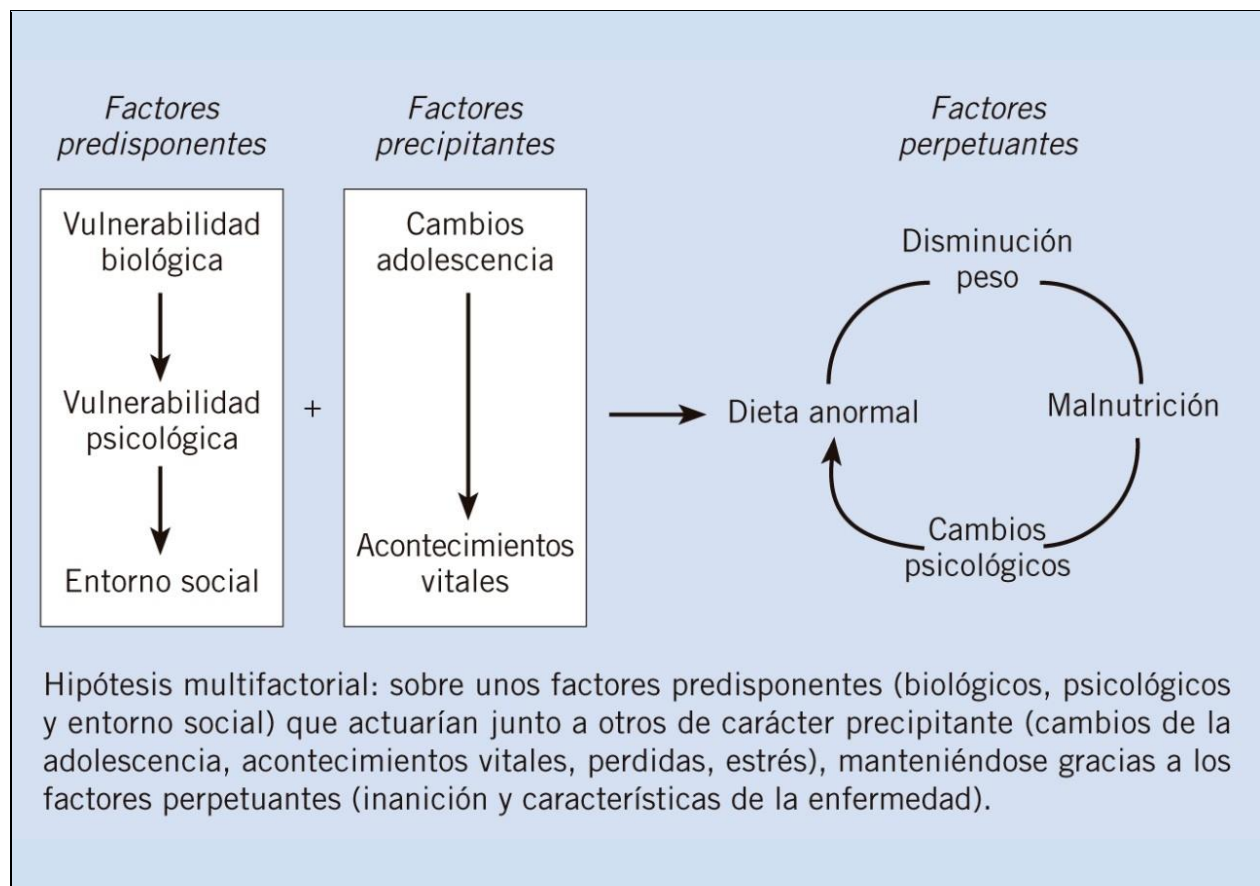 Factores
predisponentes
Factores
precipitantes
Factores
perpetuantes
Vulnerabilidad
biológica
Vulnerabilidad
psicológica
Entorno social
+
Cambios
adolescencia
Acontecimientos
vitales
Disminución
peso
Dieta anormal
Malnutrición
Cambios
psicológicos
Hipótesis multifactorial: sobre unos factores predisponentes (biológicos, psicológicos
y entorno social) que actuarían junto a otros de carácter precipitante (cambios de la
adolescencia, acontecimientos vitales, perdidas, estrés), manteniéndose gracias a los
factores perpetuantes (inanición y características de la enfermedad).